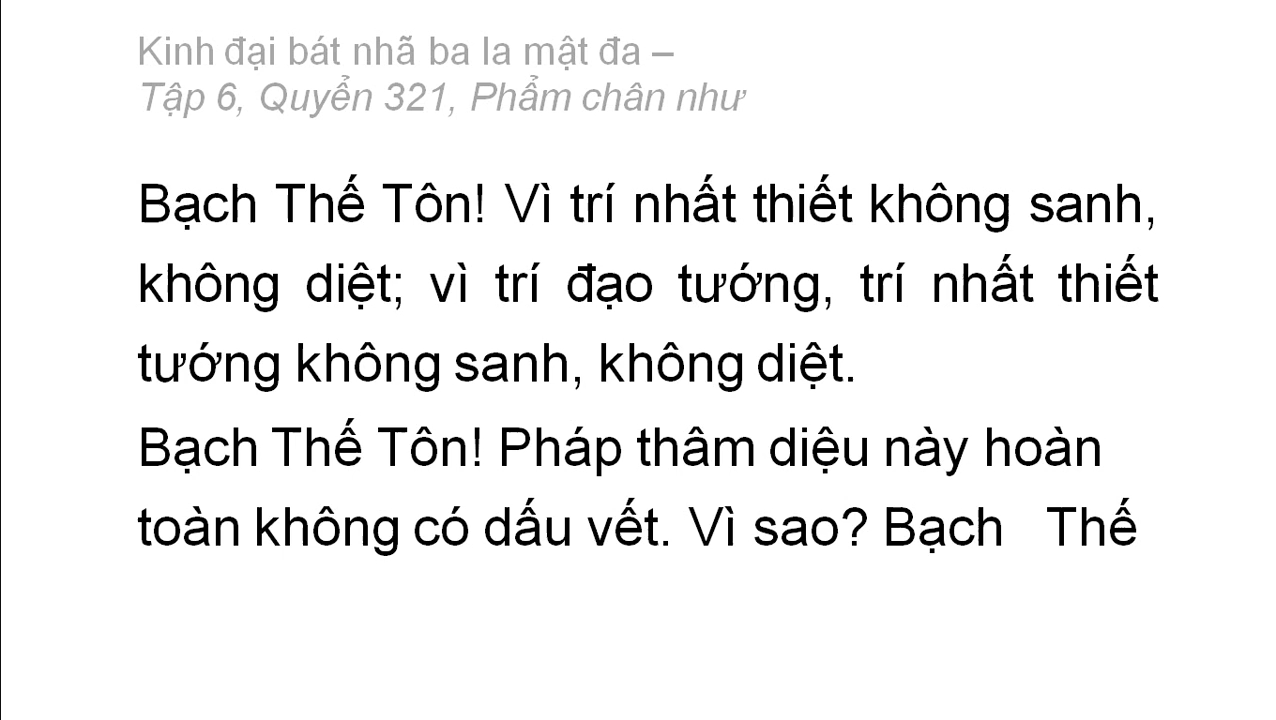 Kinh đại bát nhã ba la mật đa –
Tập 6, Quyển 321, Phẩm chân như
Bạch Thế Tôn! Vì trí nhất thiết không sanh,
không diệt; vì trí đạo tướng, trí nhất thiết
tướng không sanh, không diệt.
Bạch Thế Tôn! Pháp thâm diệu này hoàn
toàn không có dấu vết. Vì sao? Bạch Thế